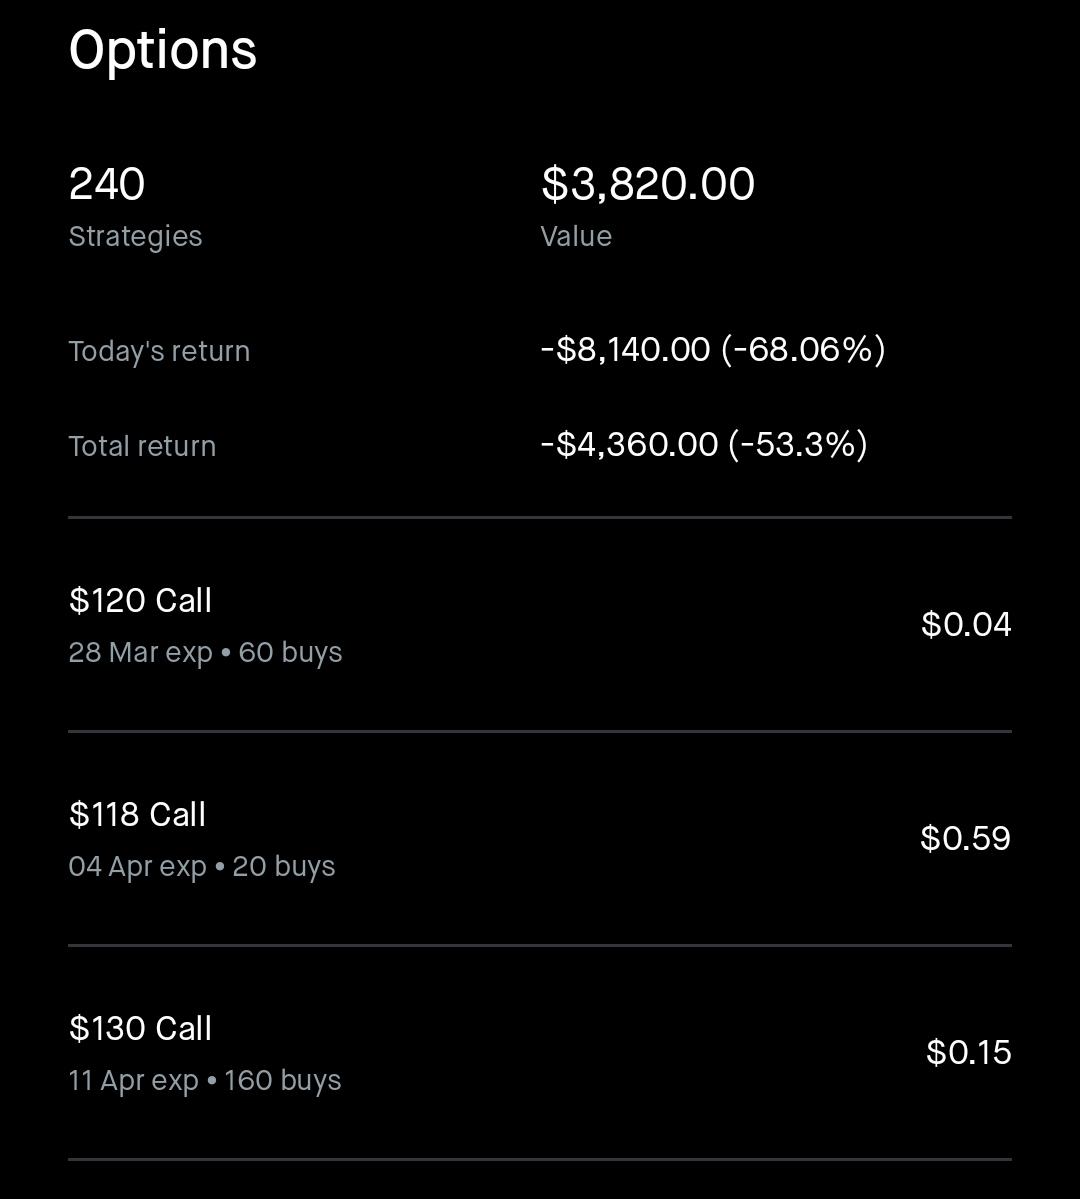 Options
240
$3,820.00
Strategies
Value
Today's return
-$8,140.00 (-68.06%)
Total return
-$4,360.00 (-53.3%)
$120 Call
$0.04
28 Mar exp • 60 buys
$118 Call
$0.59
04 Apr exp • 20 buys
$130 Call
$0.15
11 Apr exp • 160 buys